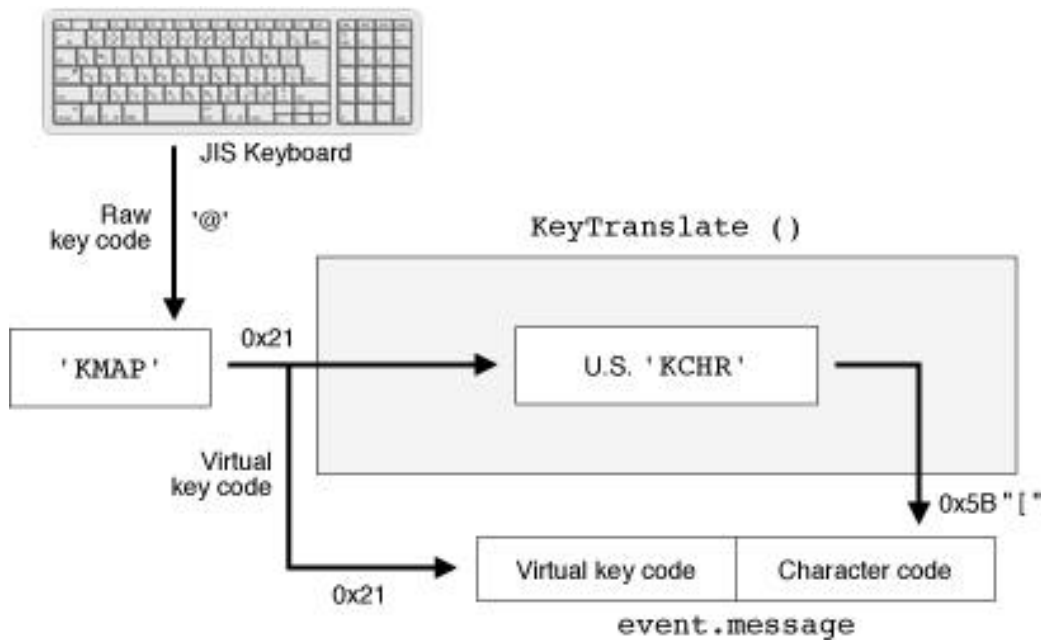 JIS Keyboard
Raw
key code
'@'
KeyTranslate ()
'KMAP'
0x21
U.S. 'KCHR'
Virtual
key code
0x5B "["
0x21
Virtual key code
Character code
event.message